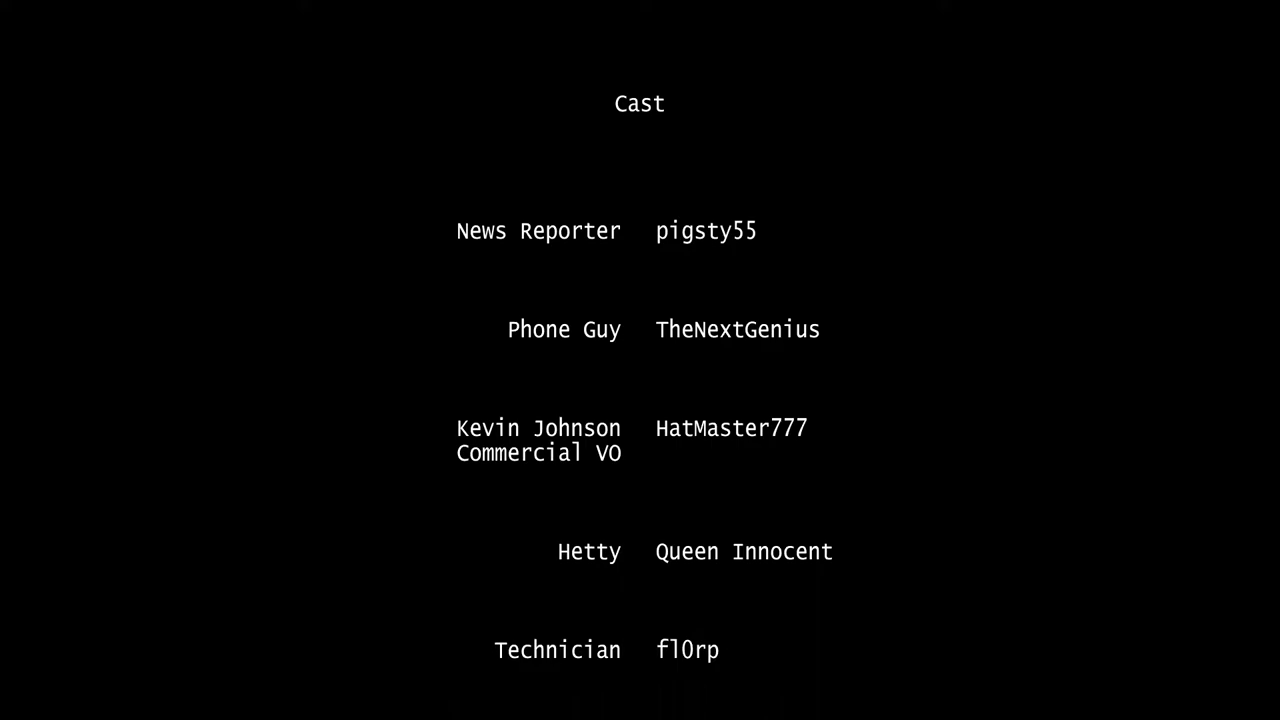 Cast
News Reporter pigsty55
Phone Guy TheNextGenius
Kevin Johnson HatMaster777
Commercial VO
Hetty Queen Innocent
Technician fl0rp